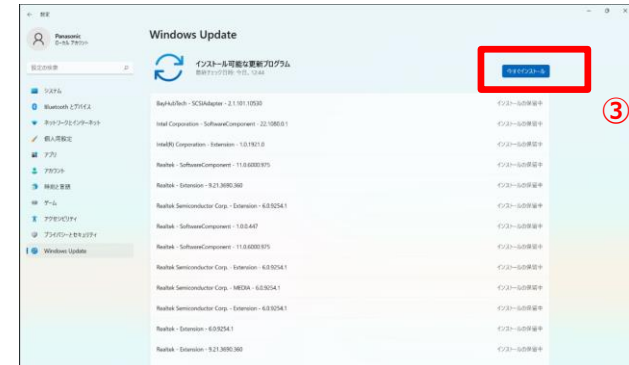 ← 設定
Panasonic
ローカル アカウント
設定の検索
システム
Bluetooth とデバイス
ネットワークとインターネット
個人用設定
アプリ
アカウント
時刻と言語
ゲーム
アクセシビリティ
プライバシーとセキュリティ
Windows Update
Windows Update
インストール可能な更新プログラム
最終チェック日時: 今日、12:44
今すぐインストール
③
BayHubTech - SCSIAdapter - 2.1.101.10530 インストールの保留中
Intel Corporation - SoftwareComponent - 22.1080.0.1 インストールの保留中
Intel(R) Corporation - Extension - 1.0.1921.0 インストールの保留中
Realtek - SoftwareComponent - 11.0.6000.975 インストールの保留中
Realtek - Extension - 9.21.3690.360 インストールの保留中
Realtek Semiconductor Corp. - Extension - 6.0.9254.1 インストールの保留中
Realtek - SoftwareComponent - 1.0.0.447 インストールの保留中
Realtek - SoftwareComponent - 11.0.6000.975 インストールの保留中
Realtek Semiconductor Corp. - Extension - 6.0.9254.1 インストールの保留中
Realtek Semiconductor Corp. - MEDIA - 6.0.9254.1 インストールの保留中
Realtek Semiconductor Corp. - Extension - 6.0.9254.1 インストールの保留中
Realtek - Extension - 6.0.9254.1 インストールの保留中
Realtek - Extension - 9.21.3690.360 インストールの保留中